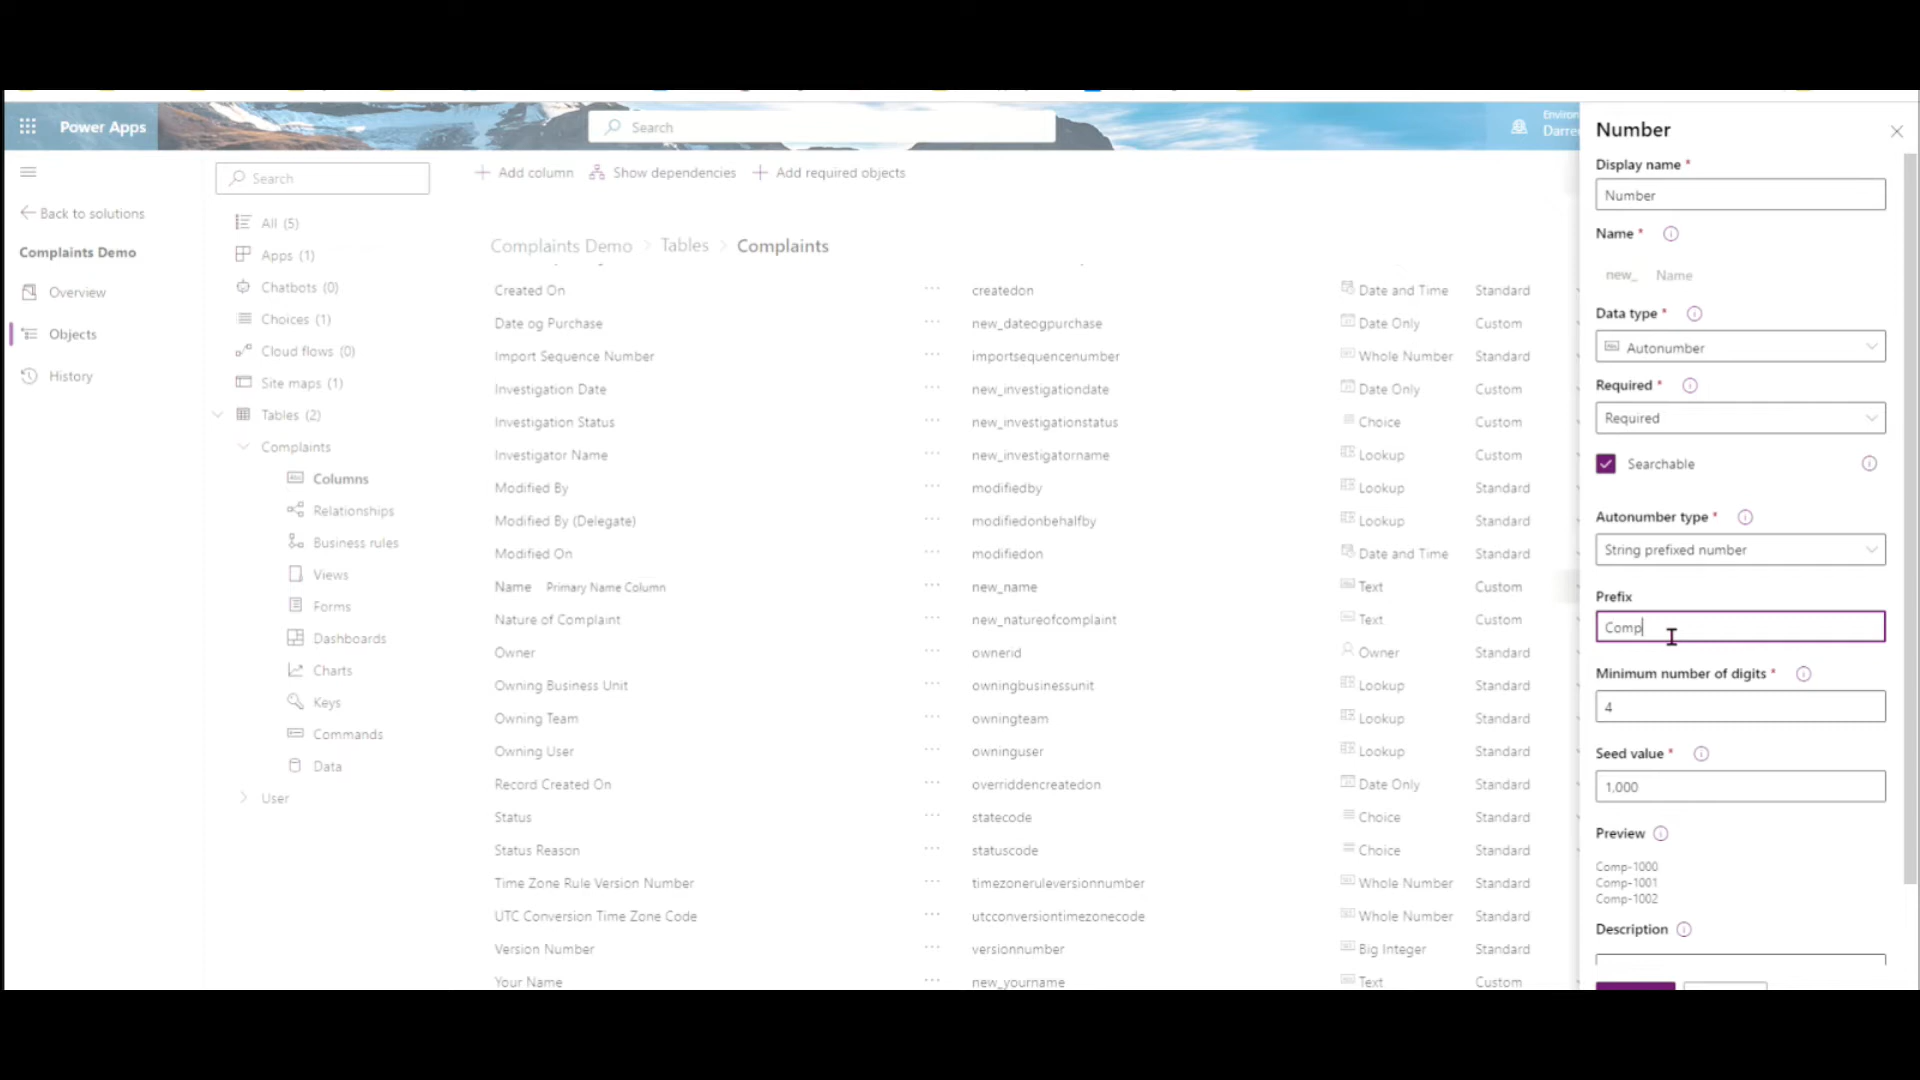 Power Apps
Search
Environ
Darre
Back to solutions
Complaints Demo
Overview
Objects
History
Search
All (5)
Apps (1)
Chatbots (0)
Choices (1)
Cloud flows (0)
Site maps (1)
Tables (2)
Complaints
Columns
Relationships
Business rules
Views
Forms
Dashboards
Charts
Keys
Commands
Data
User
Add column Show dependencies Add required objects
Complaints Demo > Tables > Complaints
Created On ··· createdon Date and Time Standard
Date og Purchase ··· new_dateogpurchase Date Only Custom
Import Sequence Number ··· importsequencenumber Whole Number Standard
Investigation Date ··· new_investigationdate Date Only Custom
Investigation Status ··· new_investigationstatus Choice Custom
Investigator Name ··· new_investigatorname Lookup Custom
Modified By ··· modifiedby Lookup Standard
Modified By (Delegate) ··· modifiedonbehalfby Lookup Standard
Modified On ··· modifiedon Date and Time Standard
Name Primary Name Column ··· new_name Text Custom
Nature of Complaint ··· new_natureofcomplaint Text Custom
Owner ··· ownerid Owner Standard
Owning Business Unit ··· owningbusinessunit Lookup Standard
Owning Team ··· owningteam Lookup Standard
Owning User ··· owninguser Lookup Standard
Record Created On ··· overriddencreatedon Date Only Standard
Status ··· statecode Choice Standard
Status Reason ··· statuscode Choice Standard
Time Zone Rule Version Number ··· timezoneruleversionnumber Whole Number Standard
UTC Conversion Time Zone Code ··· utcconversiontimezonecode Whole Number Standard
Version Number ··· versionnumber Big Integer Standard
Your Name ··· new_yourname Text Custom
Number
Display name *
Number
Name *
new_ Name
Data type *
Autonumber
Required *
Required
Searchable
Autonumber type *
String prefixed number
Prefix
Comp
Minimum number of digits *
4
Seed value *
1,000
Preview
Comp-1000
Comp-1001
Comp-1002
Description